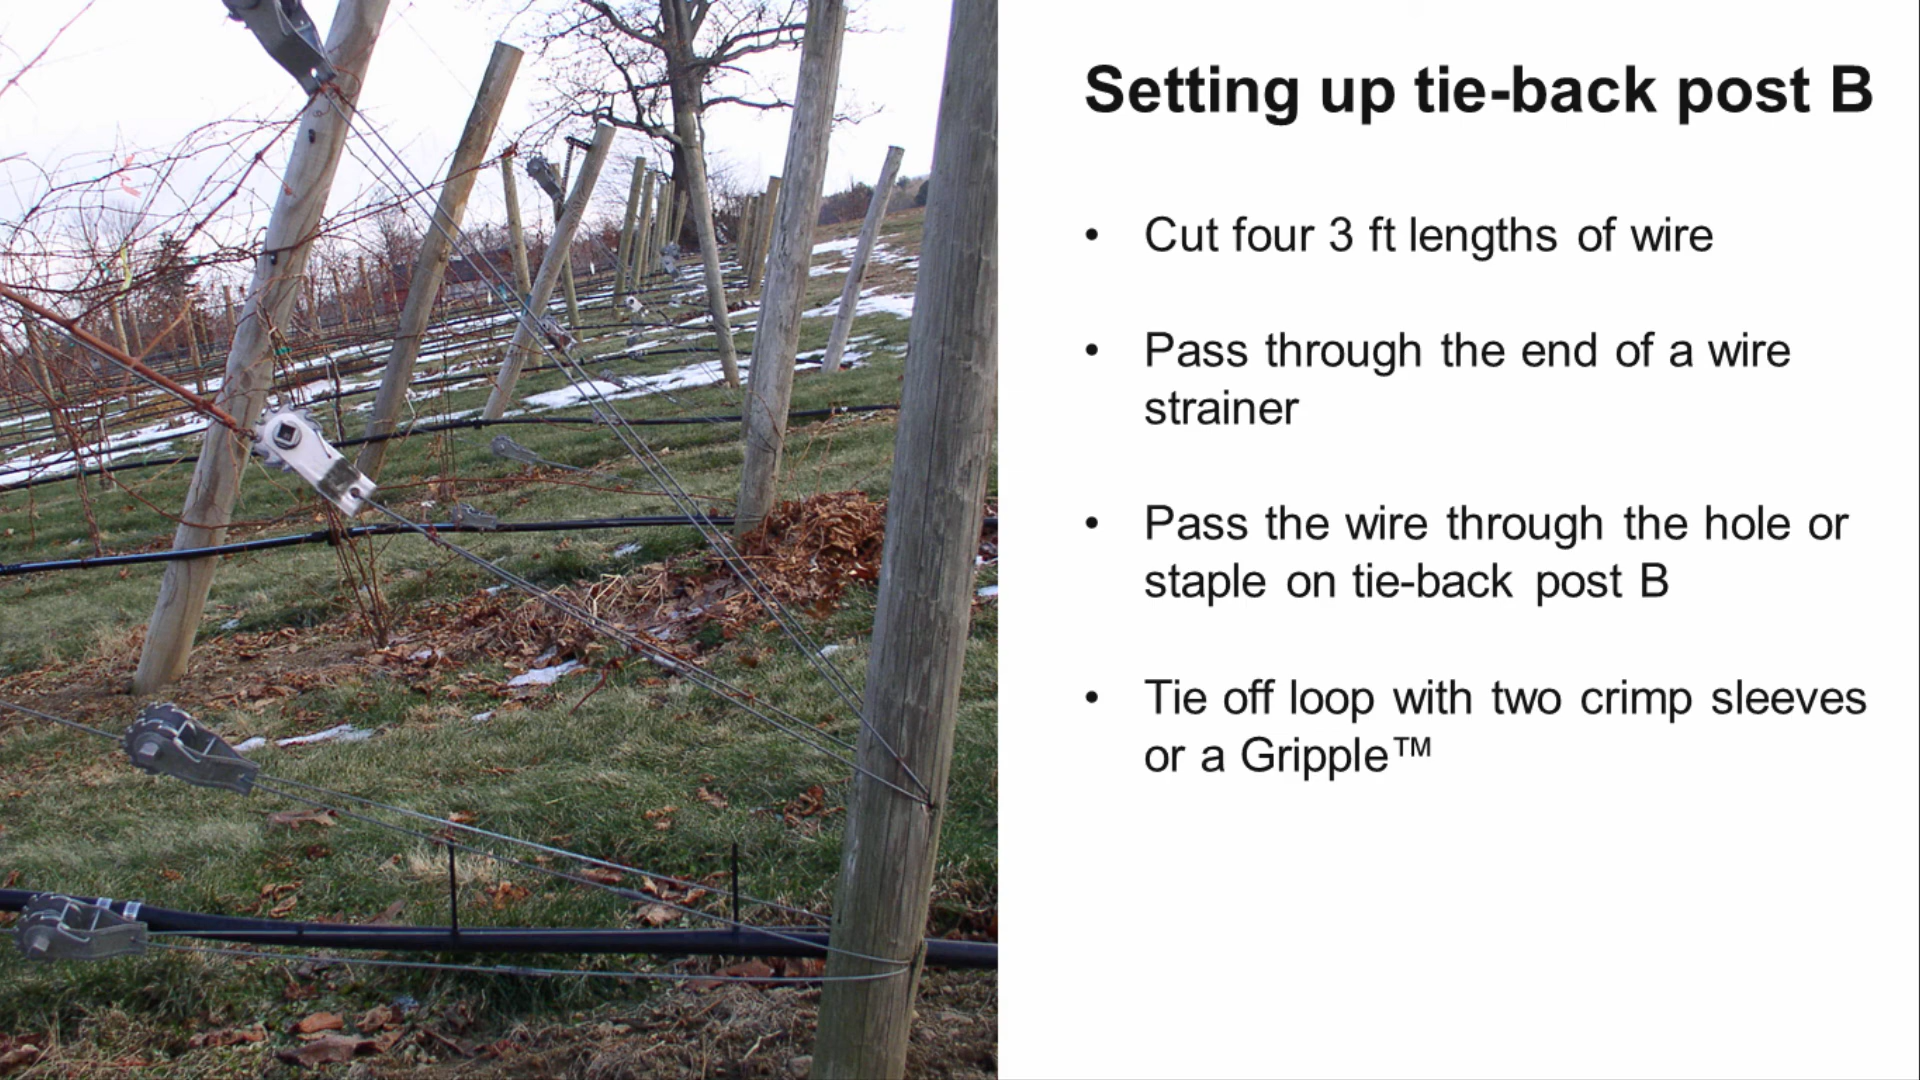 Setting up tie-back post B
• Cut four 3 ft lengths of wire
• Pass through the end of a wire
strainer
• Pass the wire through the hole or
staple on tie-back post B
• Tie off loop with two crimp sleeves
or a Gripple™